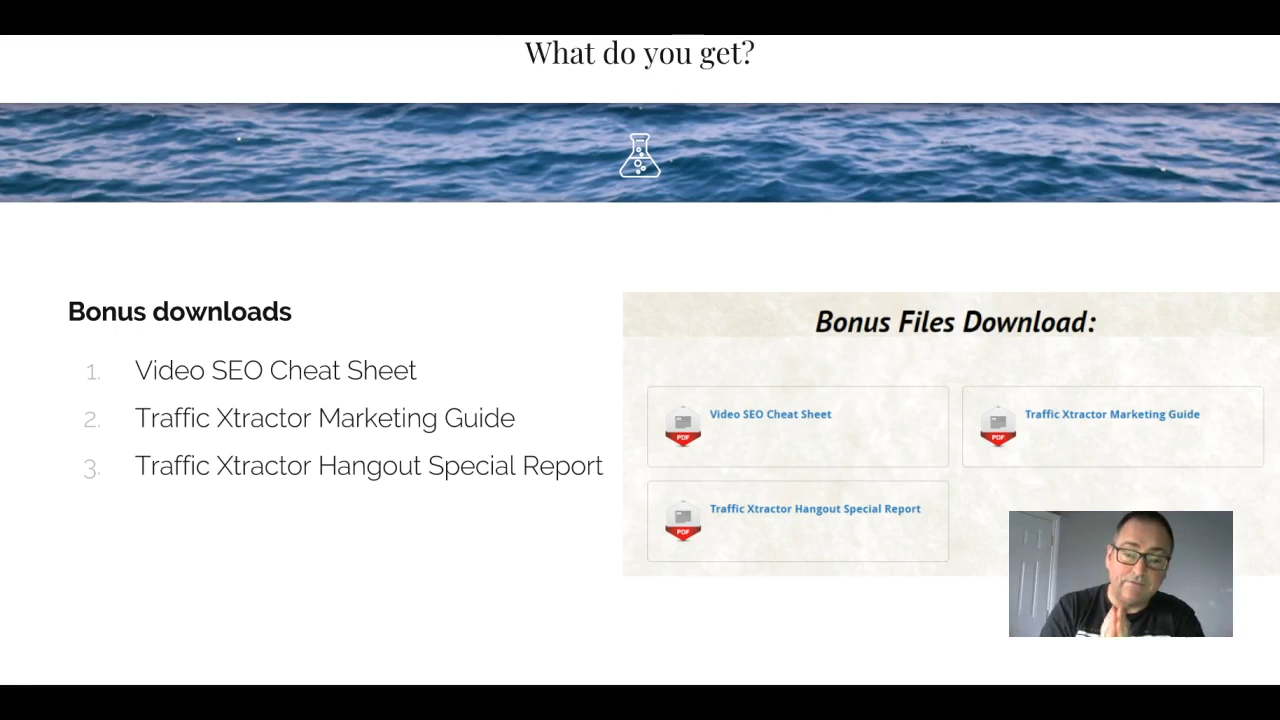 What do you get?
Bonus downloads
1. Video SEO Cheat Sheet
2. Traffic Xtractor Marketing Guide
3. Traffic Xtractor Hangout Special Report
Bonus Files Download:
PDF
Video SEO Cheat Sheet
PDF
Traffic Xtractor Marketing Guide
PDF
Traffic Xtractor Hangout Special Report